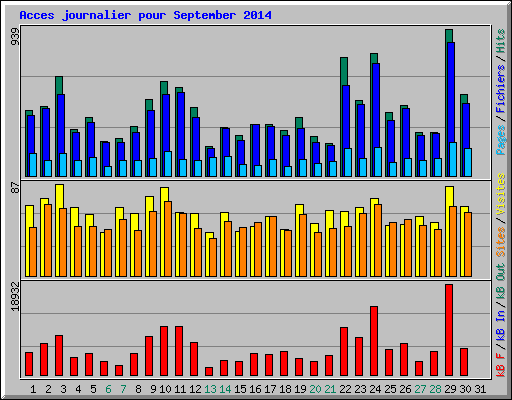 Acces journalier pour September 2014
939
Pages / Fichiers / Hits
87
Sites / Visites
18932
kB F / kB In / kB Out
1 2 3 4 5 6 7 8 9 10 11 12 13 14 15 16 17 18 19 20 21 22 23 24 25 26 27 28 29 30 31